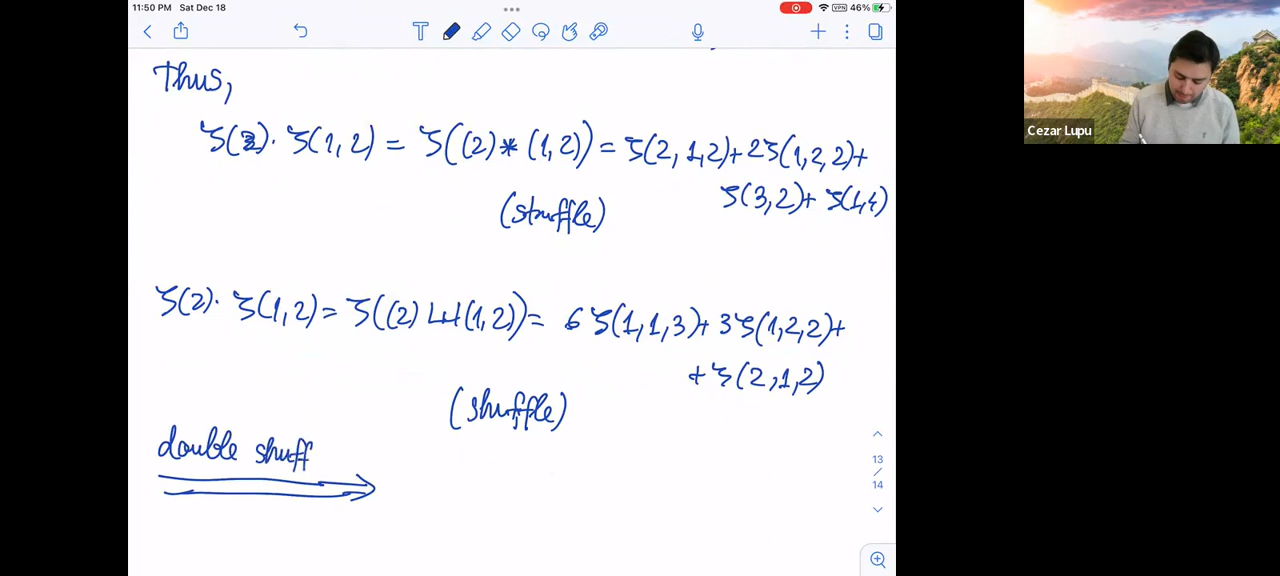 11:50 PM Sat Dec 18
VPN 46%
Thus,
ζ(2)· ζ(1,2) = ζ((2) * (1,2)) = ζ(2,1,2)+2ζ(1,2,2)+
ζ(3,2)+ ζ(1,4)
(stuffle)
ζ(2)· ζ(1,2) = ζ((2) Ш (1,2)) = 6ζ(1,1,3)+3ζ(1,2,2)+
+ζ(2,1,2)
(shuffle)
double shuff
13
/
14
Cezar Lupu